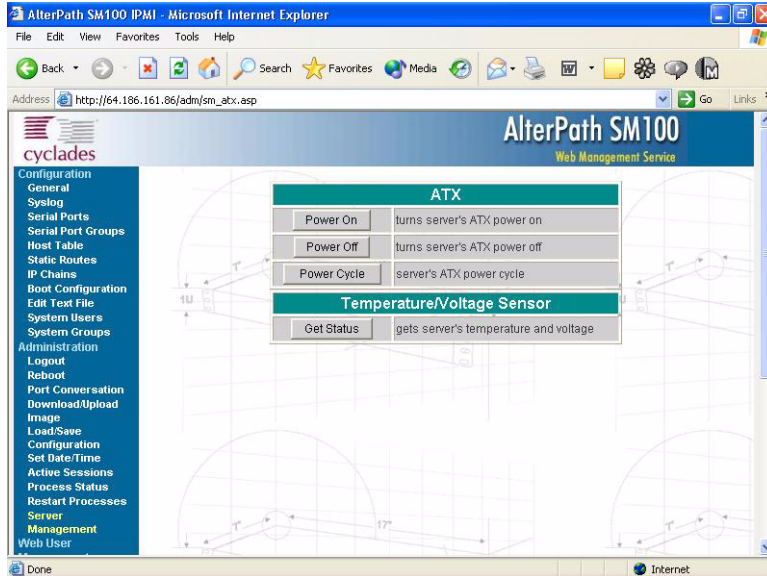 AlterPath SM100 IPMI - Microsoft Internet Explorer
File Edit View Favorites Tools Help
Back Search Favorites Media
Address http://64.186.161.86/adm/sm_atx.asp Go Links
cyclades
AlterPath SM100
Web Management Service
Configuration
General
Syslog
Serial Ports
Serial Port Groups
Host Table
Static Routes
IP Chains
Boot Configuration
Edit Text File
System Users
System Groups
Administration
Logout
Reboot
Port Conversation
Download/Upload
Image
Load/Save
Configuration
Set Date/Time
Active Sessions
Process Status
Restart Processes
Server
Management
Web User
ATX
Power On turns server's ATX power on
Power Off turns server's ATX power off
Power Cycle server's ATX power cycle
Temperature/Voltage Sensor
Get Status gets server's temperature and voltage
1"
1U
17"
1"
Done Internet